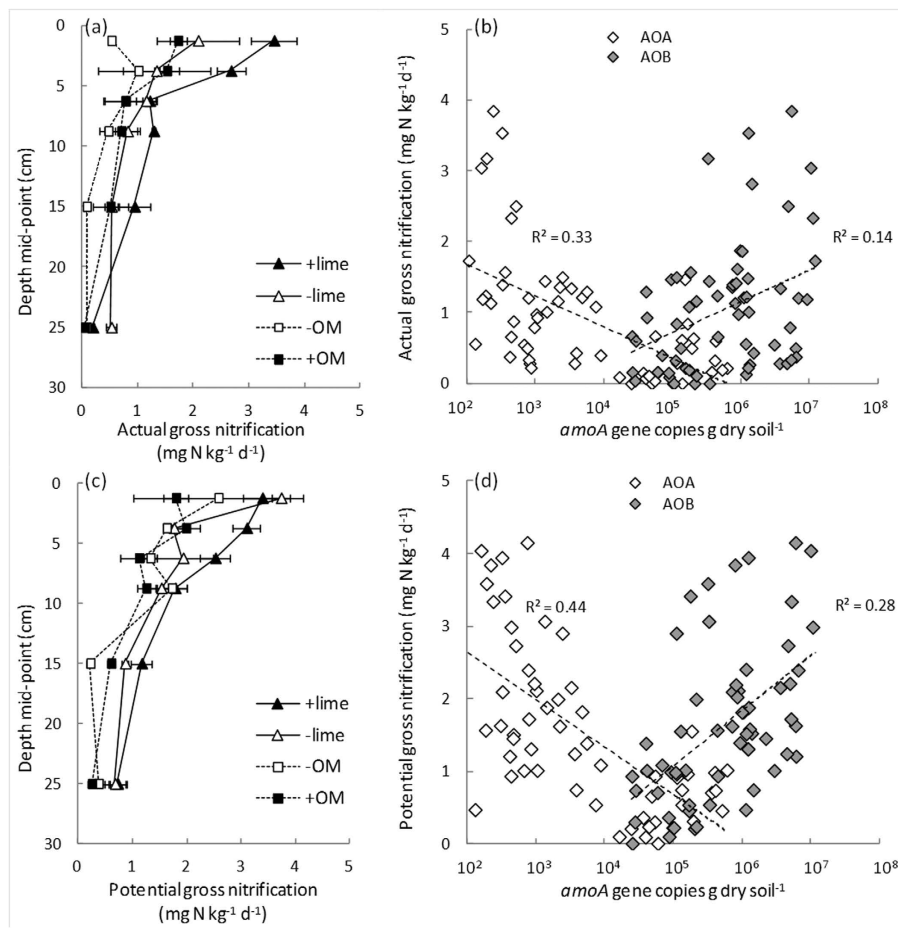 (a)
0
5
10
15
20
25
30
Depth mid-point (cm)
+lime
-lime
-OM
+OM
0 1 2 3 4 5
Actual gross nitrification
(mg N kg⁻¹ d⁻¹)
(b)
AOA
AOB
5
4
3
2
1
0
Actual gross nitrification (mg N kg⁻¹ d⁻¹)
R² = 0.33
R² = 0.14
10² 10³ 10⁴ 10⁵ 10⁶ 10⁷ 10⁸
amoA gene copies g dry soil⁻¹
(c)
0
5
10
15
20
25
30
Depth mid-point (cm)
+lime
-lime
-OM
+OM
0 1 2 3 4 5
Potential gross nitrification
(mg N kg⁻¹ d⁻¹)
(d)
AOA
AOB
5
4
3
2
1
0
Potential gross nitrification (mg N kg⁻¹ d⁻¹)
R² = 0.44
R² = 0.28
10² 10³ 10⁴ 10⁵ 10⁶ 10⁷ 10⁸
amoA gene copies g dry soil⁻¹